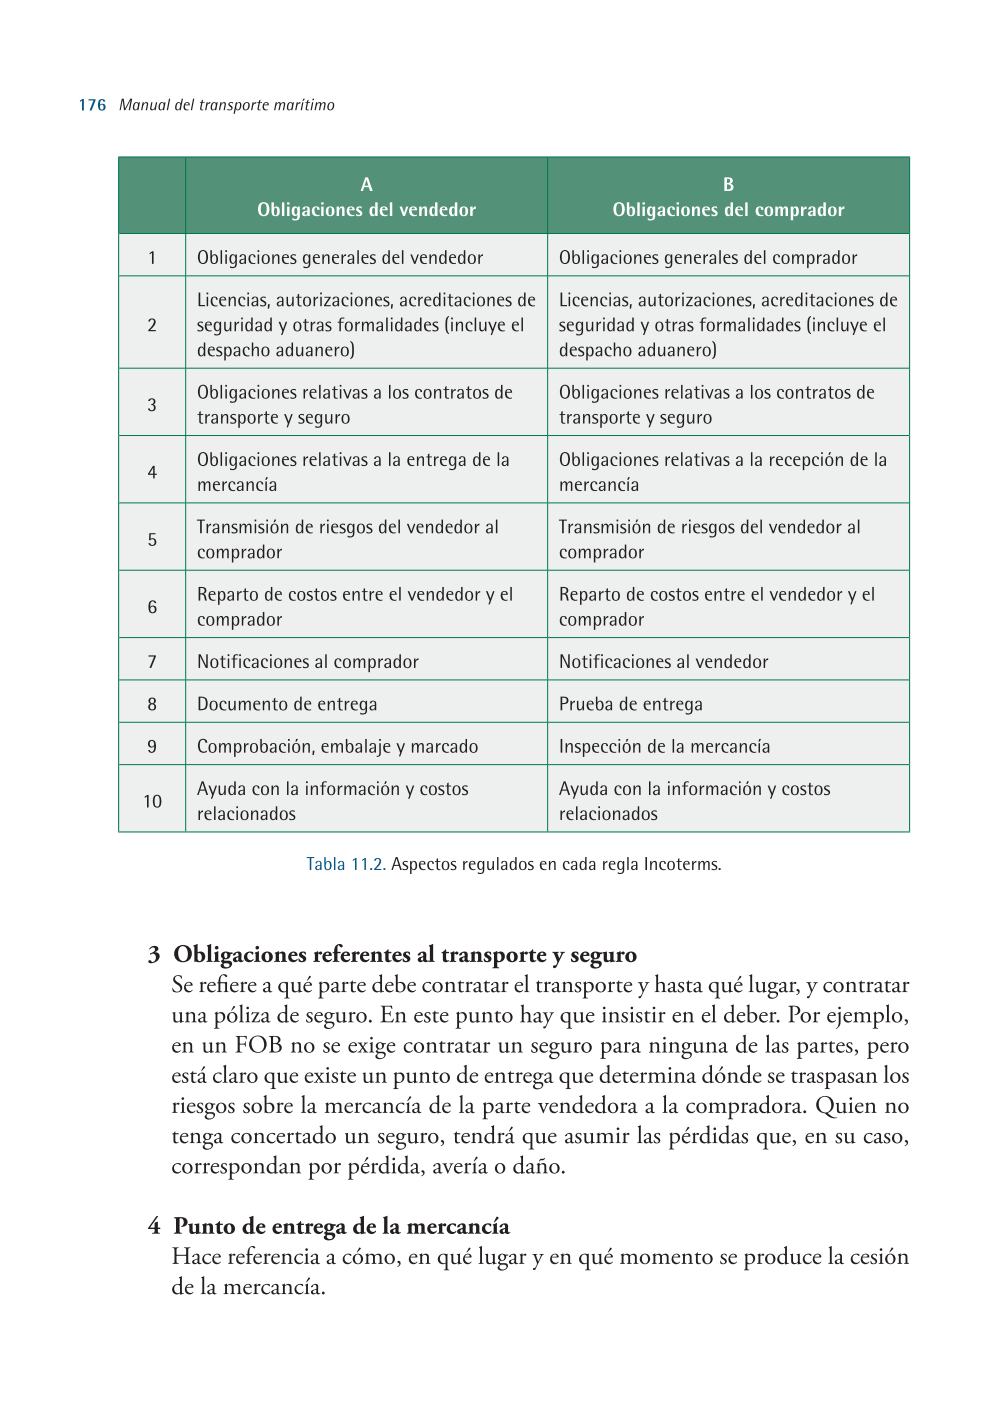 176 Manual del transporte marítimo
A
Obligaciones del vendedor
B
Obligaciones del comprador
1
Obligaciones generales del vendedor
Obligaciones generales del comprador
2
Licencias, autorizaciones, acreditaciones de
seguridad y otras formalidades (incluye el
despacho aduanero)
Licencias, autorizaciones, acreditaciones de
seguridad y otras formalidades (incluye el
despacho aduanero)
3
Obligaciones relativas a los contratos de
transporte y seguro
Obligaciones relativas a los contratos de
transporte y seguro
4
Obligaciones relativas a la entrega de la
mercancía
Obligaciones relativas a la recepción de la
mercancía
5
Transmisión de riesgos del vendedor al
comprador
Transmisión de riesgos del vendedor al
comprador
6
Reparto de costos entre el vendedor y el
comprador
Reparto de costos entre el vendedor y el
comprador
7
Notificaciones al comprador
Notificaciones al vendedor
8
Documento de entrega
Prueba de entrega
9
Comprobación, embalaje y marcado
Inspección de la mercancía
10
Ayuda con la información y costos
relacionados
Ayuda con la información y costos
relacionados
Tabla 11.2. Aspectos regulados en cada regla Incoterms.
3 Obligaciones referentes al transporte y seguro
Se refiere a qué parte debe contratar el transporte y hasta qué lugar, y contratar
una póliza de seguro. En este punto hay que insistir en el deber. Por ejemplo,
en un FOB no se exige contratar un seguro para ninguna de las partes, pero
está claro que existe un punto de entrega que determina dónde se traspasan los
riesgos sobre la mercancía de la parte vendedora a la compradora. Quien no
tenga concertado un seguro, tendrá que asumir las pérdidas que, en su caso,
correspondan por pérdida, avería o daño.
4 Punto de entrega de la mercancía
Hace referencia a cómo, en qué lugar y en qué momento se produce la cesión
de la mercancía.